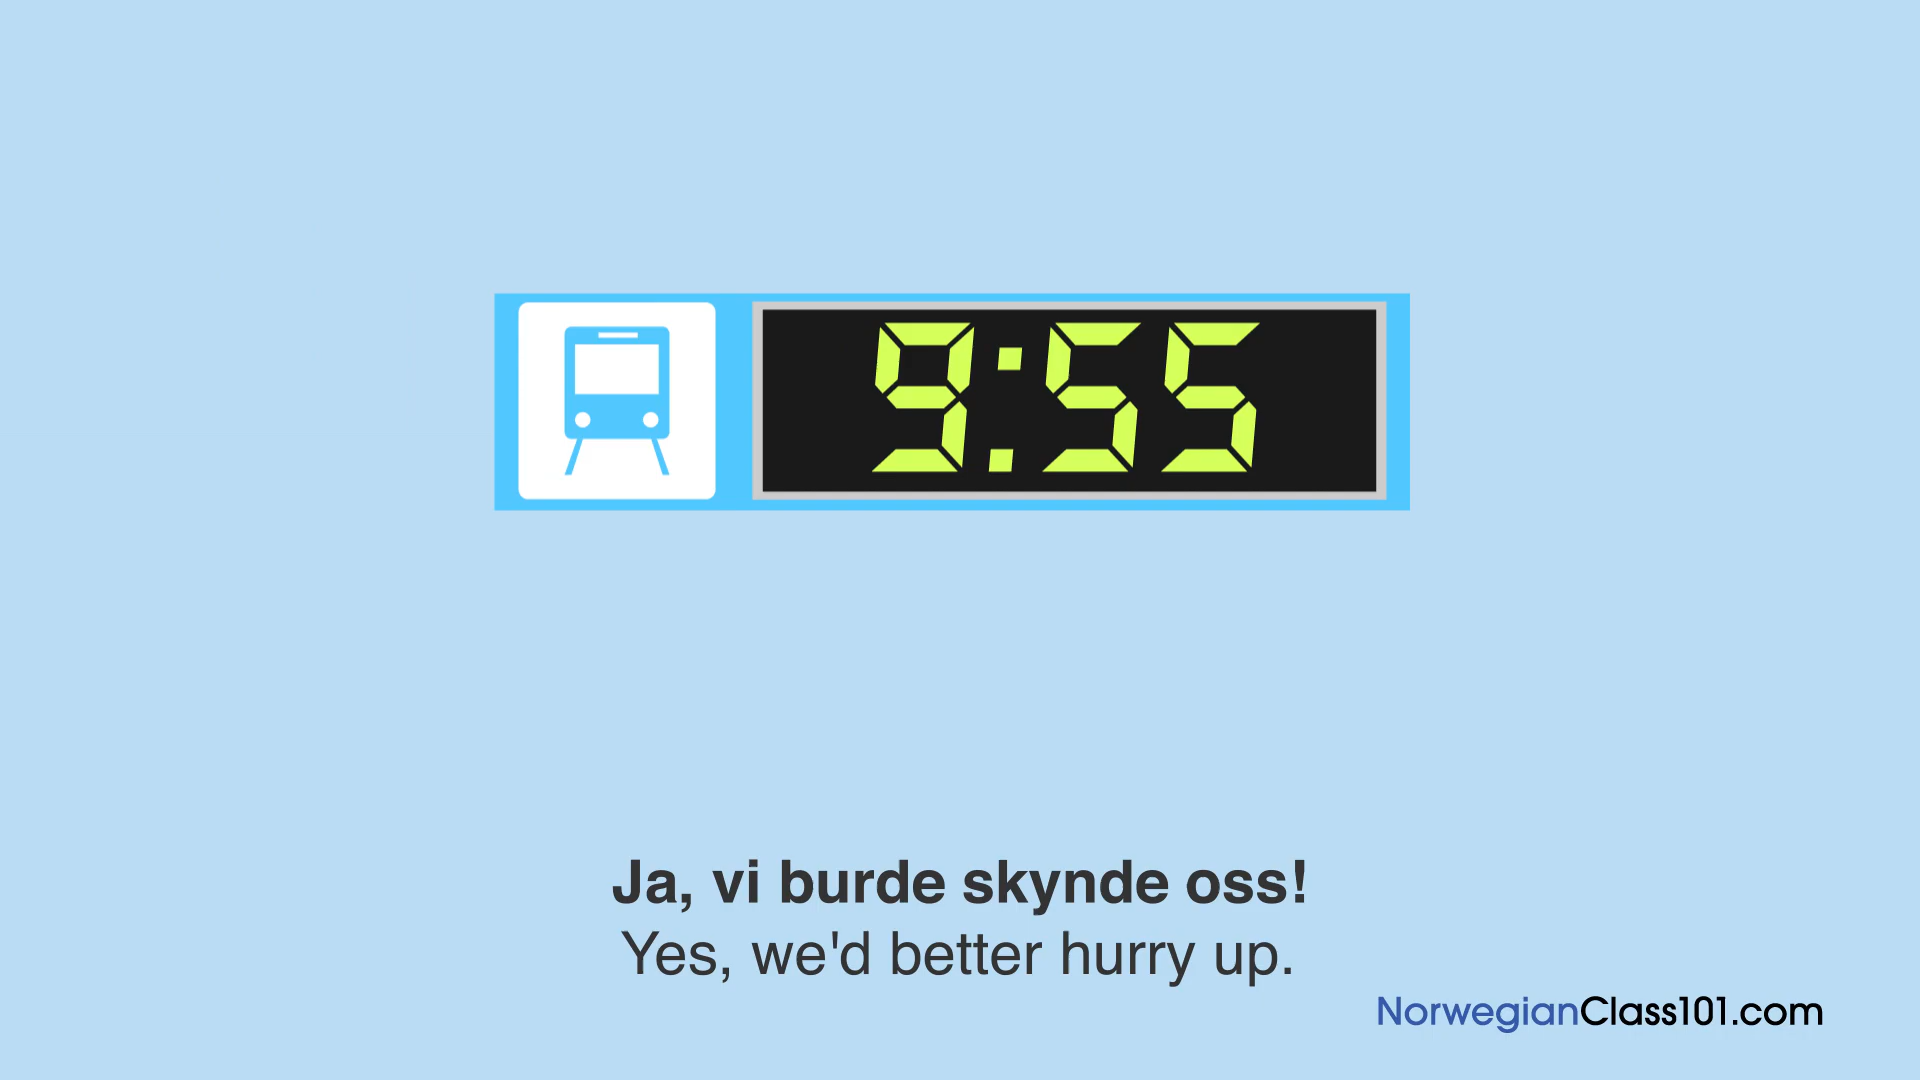 9:55
Ja, vi burde skynde oss!
Yes, we'd better hurry up.
NorwegianClass101.com